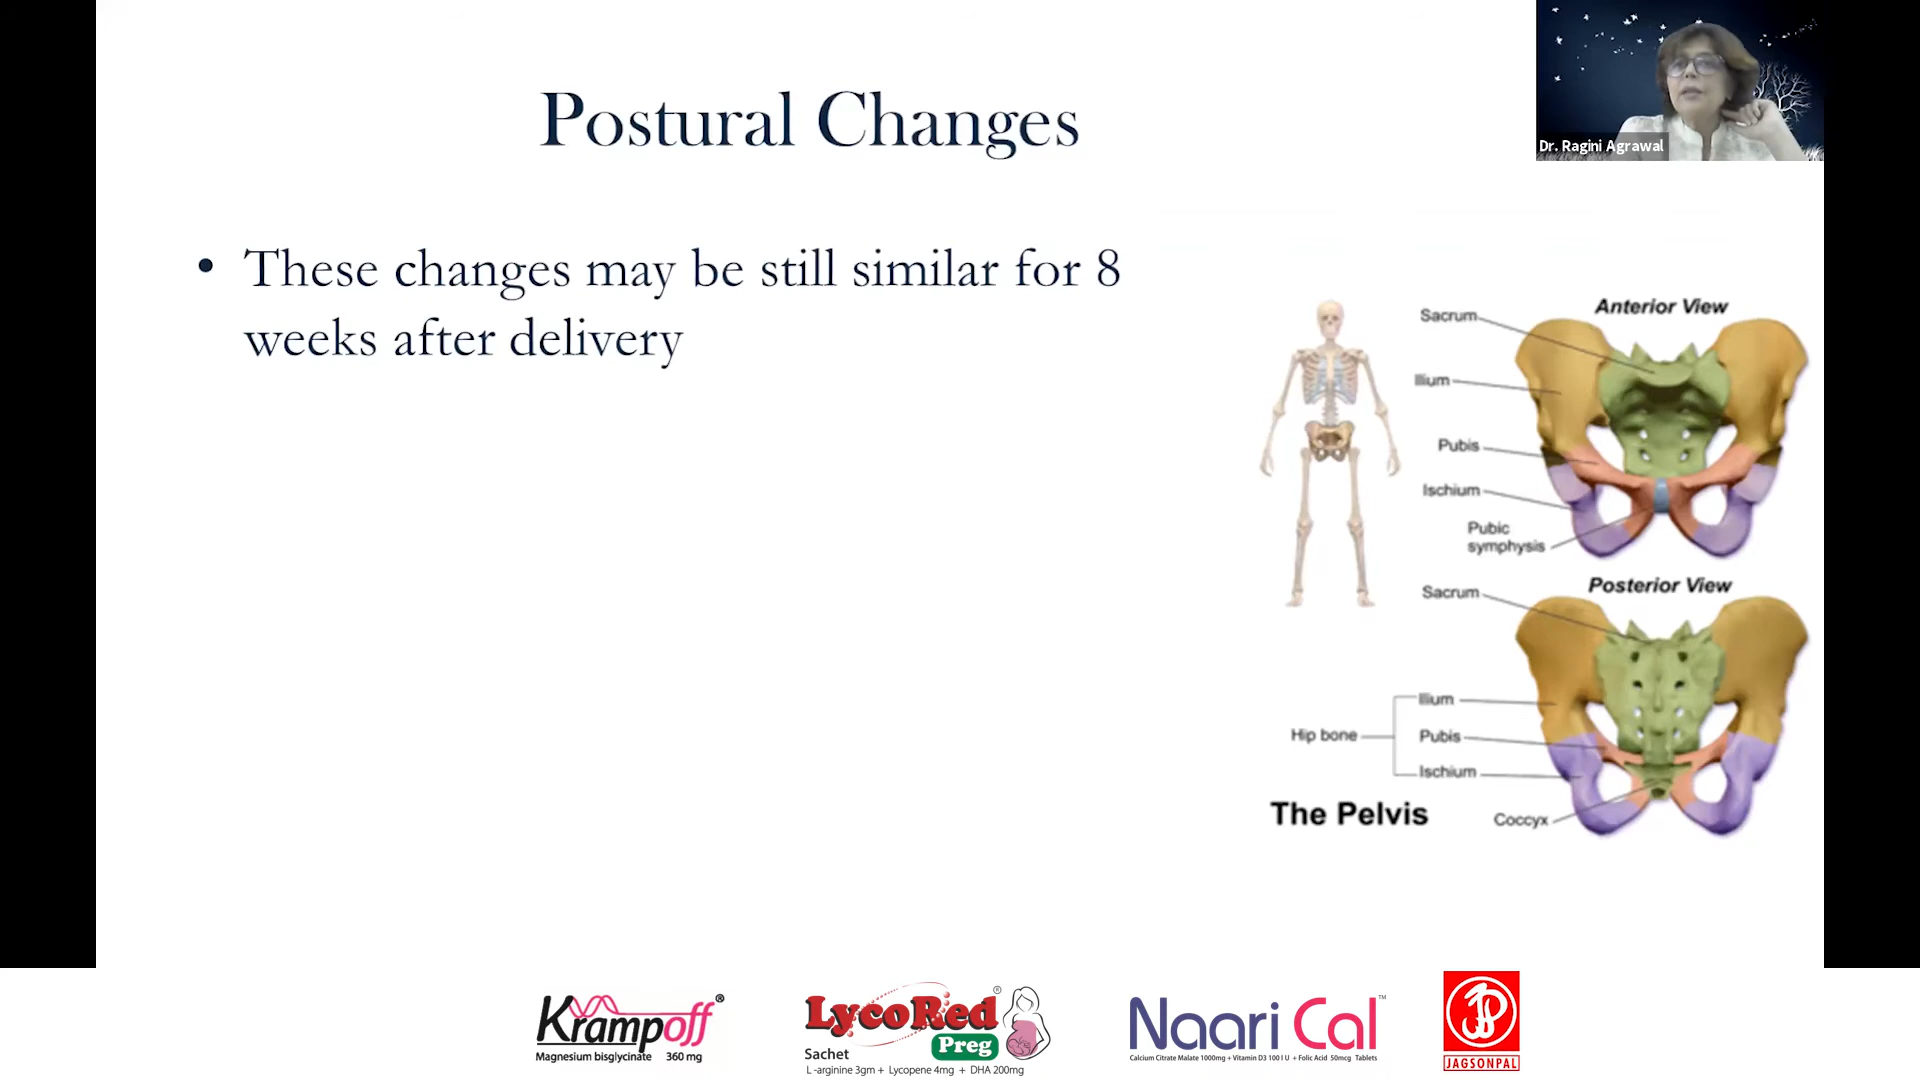 Postural Changes
Dr. Ragini Agrawal
• These changes may be still similar for 8
weeks after delivery
Anterior View
Sacrum
Ilium
Pubis
Ischium
Pubic
symphysis
Posterior View
Sacrum
Ilium
Hip bone
Pubis
Ischium
The Pelvis
Coccyx
Krampoff®
Magnesium bisglycinate 360 mg
LycoRed®
Preg
Sachet
L-arginine 3gm + Lycopene 4mg + DHA 200mg
Naari Cal™
Calcium Citrate Malate 1000mg + Vitamin D3 100 I U + Folic Acid 50mcg Tablets
JAGSONPAL